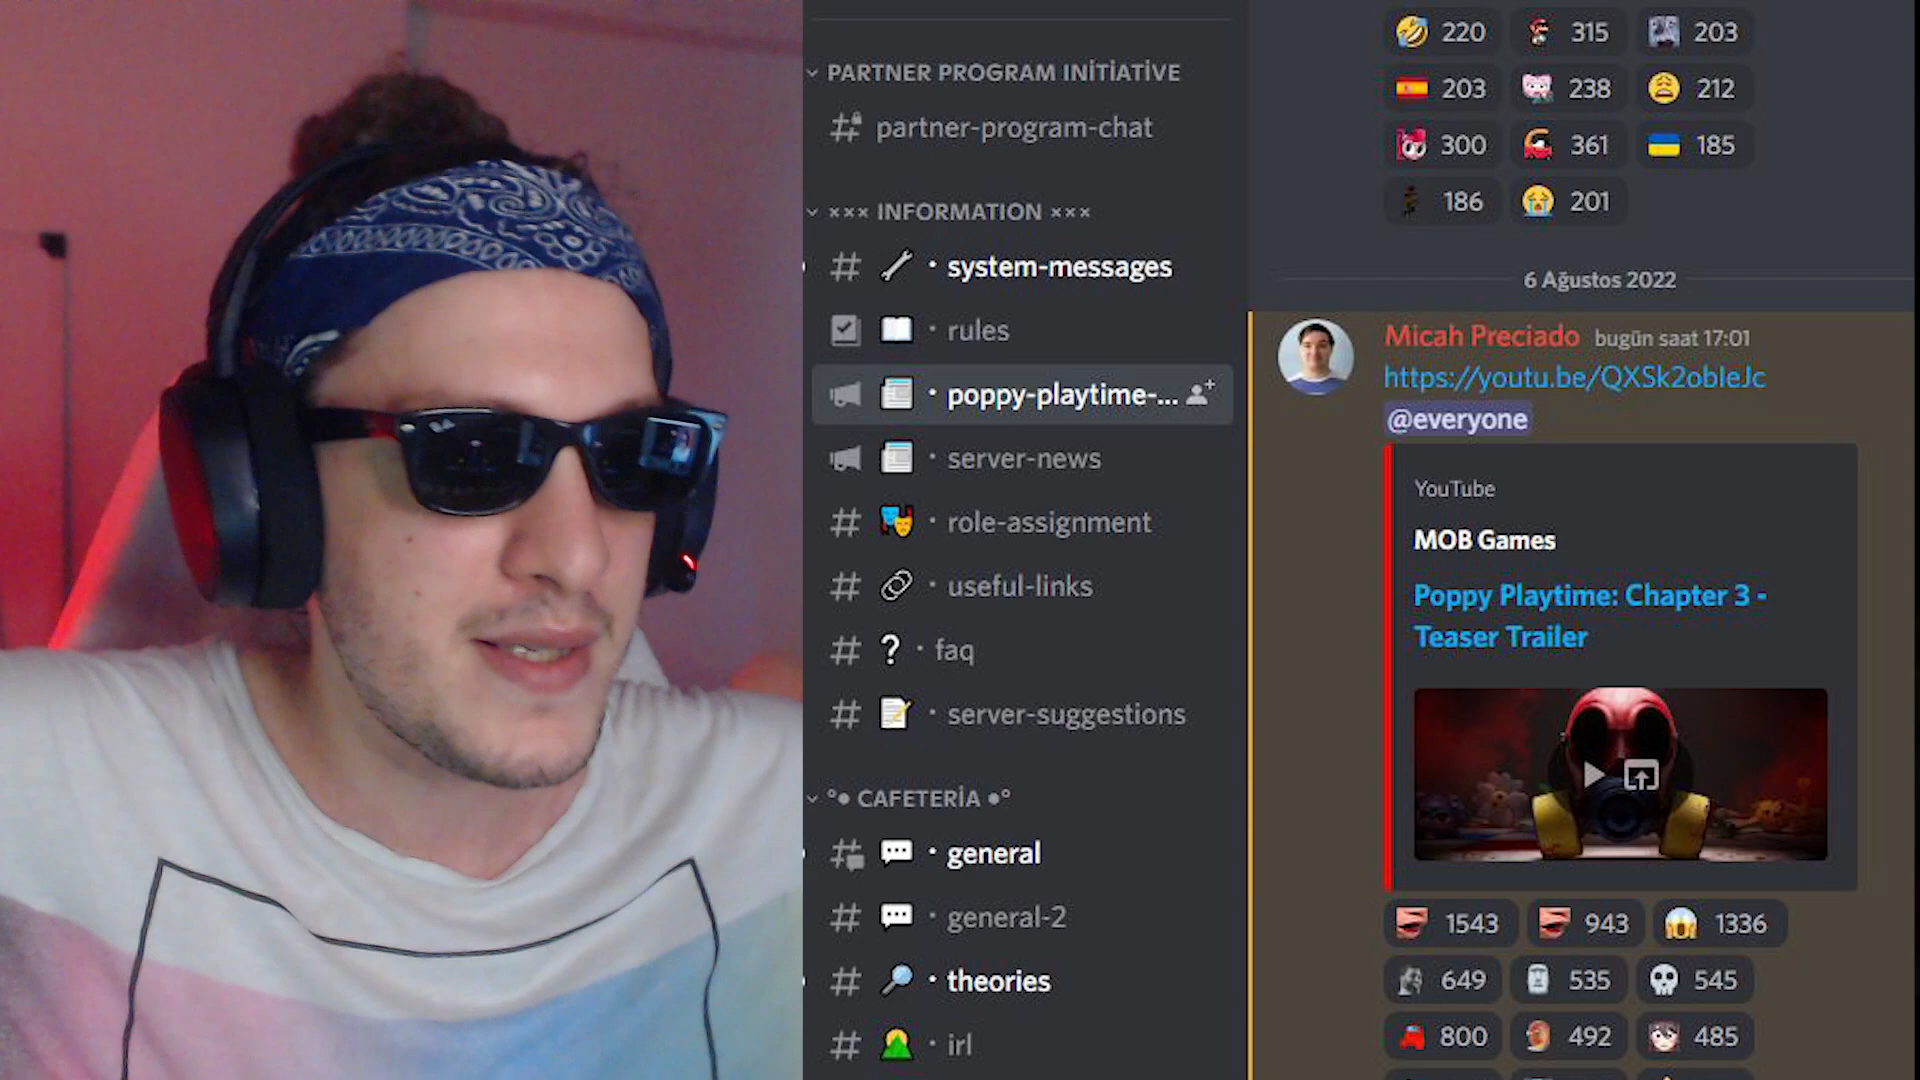 PARTNER PROGRAM INİTİATİVE
partner-program-chat
××× INFORMATION ×××
system-messages
rules
poppy-playtime-...
server-news
role-assignment
useful-links
? · faq
server-suggestions
°● CAFETERİA ●°
general
general-2
theories
irl
220 315 203
203 238 212
300 361 185
186 201
6 Ağustos 2022
Micah Preciado bugün saat 17:01
https://youtu.be/QXSk2obIeJc
@everyone
YouTube
MOB Games
Poppy Playtime: Chapter 3 -
Teaser Trailer
1543 943 1336
649 535 545
800 492 485